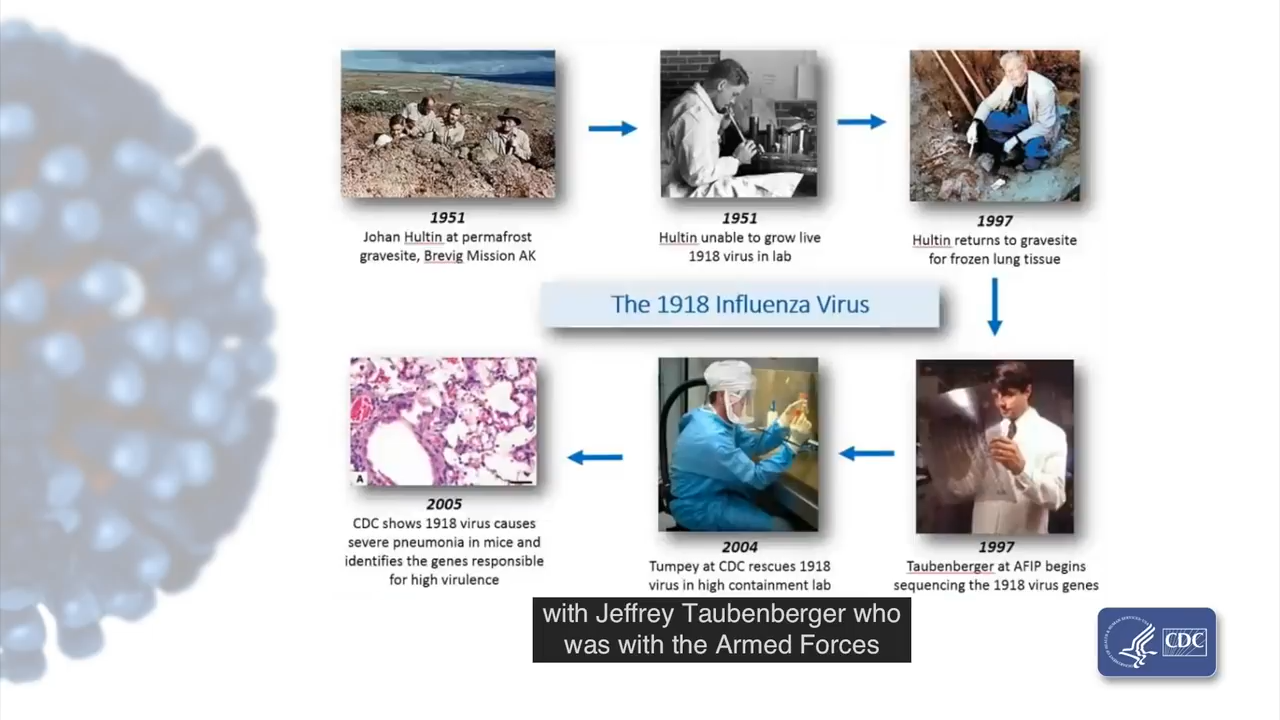 1951
Johan Hultin at permafrost
gravesite, Brevig Mission AK
1951
Hultin unable to grow live
1918 virus in lab
1997
Hultin returns to gravesite
for frozen lung tissue
The 1918 Influenza Virus
A
2005
CDC shows 1918 virus causes
severe pneumonia in mice and
identifies the genes responsible
for high virulence
2004
Tumpey at CDC rescues 1918
virus in high containment lab
1997
Taubenberger at AFIP begins
sequencing the 1918 virus genes
with Jeffrey Taubenberger who
was with the Armed Forces
CDC